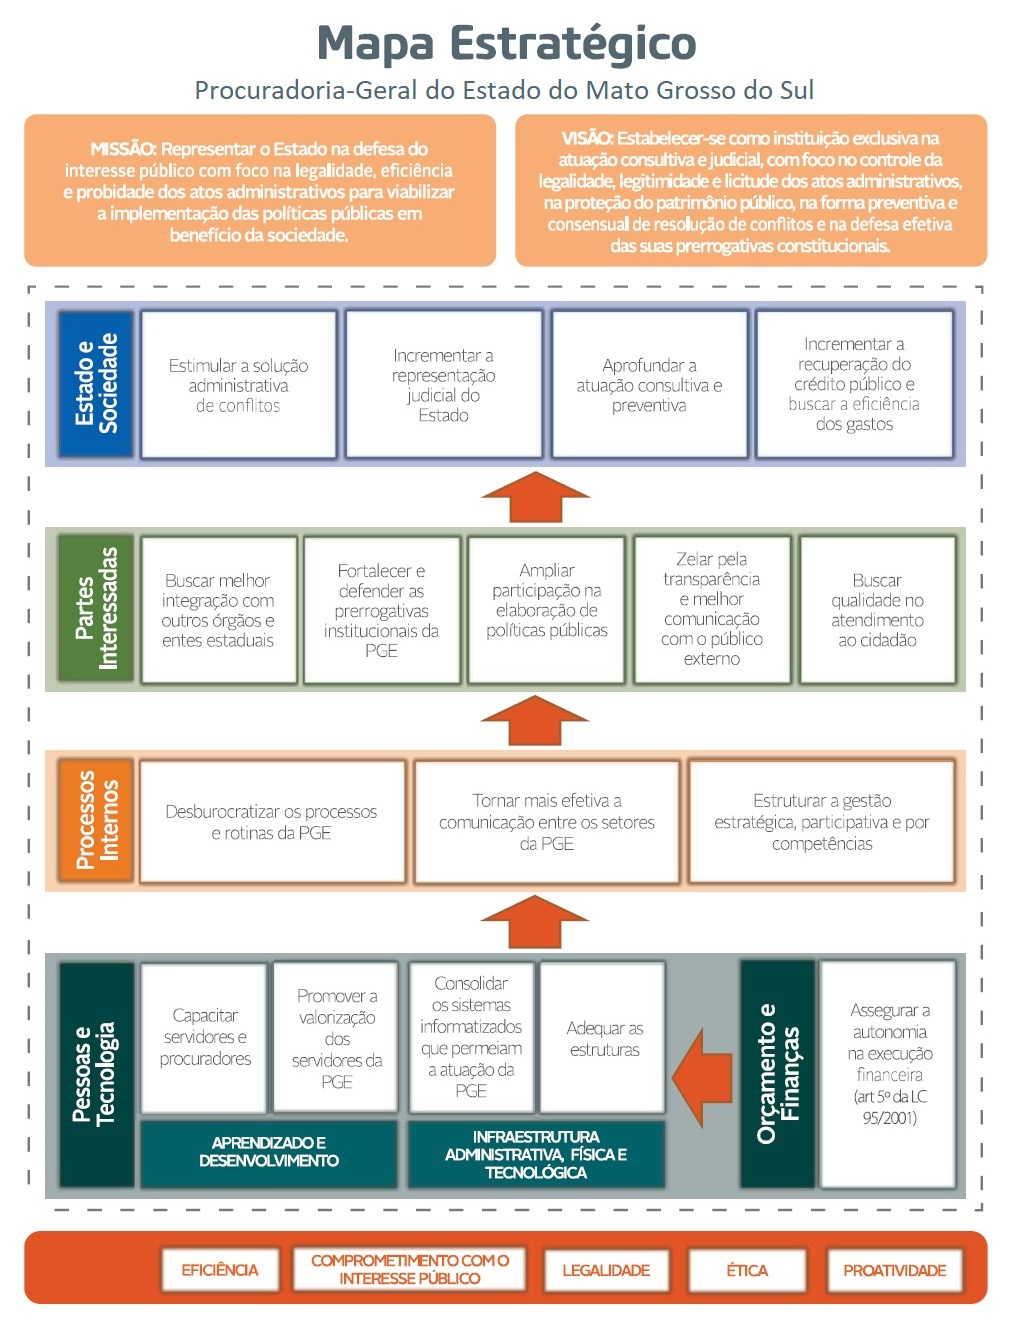 Mapa Estratégico
Procuradoria-Geral do Estado do Mato Grosso do Sul
MISSÃO: Representar o Estado na defesa do
interesse público com foco na legalidade, eficiência
e probidade dos atos administrativos para viabilizar
a implementação das políticas públicas em
benefício da sociedade.
VISÃO: Estabelecer-se como instituição exclusiva na
atuação consultiva e judicial, com foco no controle da
legalidade, legitimidade e licitude dos atos administrativos,
na proteção do patrimônio público, na forma preventiva e
consensual de resolução de conflitos e na defesa efetiva
das suas prerrogativas constitucionais.
Estado e
Sociedade
Estimular a solução
administrativa
de conflitos
Incrementar a
representação
judicial do
Estado
Aprofundar a
atuação consultiva e
preventiva
Incrementar a
recuperação do
crédito público e
buscar a eficiência
dos gastos
Partes
Interessadas
Buscar melhor
integração com
outros órgãos e
entes estaduais
Fortalecer e
defender as
prerrogativas
institucionais da
PGE
Ampliar
participação na
elaboração de
políticas públicas
Zelar pela
transparência
e melhor
comunicação
com o público
externo
Buscar
qualidade no
atendimento
ao cidadão
Processos
Internos
Desburocratizar os processos
e rotinas da PGE
Tornar mais efetiva a
comunicação entre os setores
da PGE
Estruturar a gestão
estratégica, participativa e por
competências
Pessoas e
Tecnologia
Capacitar
servidores e
procuradores
Promover a
valorização
dos
servidores da
PGE
Consolidar
os sistemas
informatizados
que permeiam
a atuação da
PGE
Adequar as
estruturas
APRENDIZADO E
DESENVOLVIMENTO
INFRAESTRUTURA
ADMINISTRATIVA, FÍSICA E
TECNOLÓGICA
Orçamento e
Finanças
Assegurar a
autonomia
na execução
financeira
(art 5º da LC
95/2001)
EFICIÊNCIA
COMPROMETIMENTO COM O
INTERESSE PÚBLICO
LEGALIDADE
ÉTICA
PROATIVIDADE